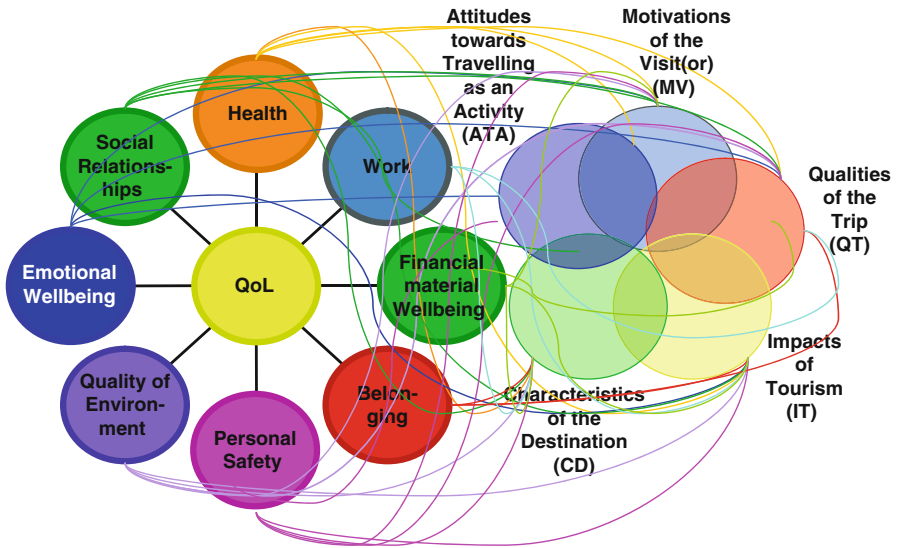 Attitudes
towards
Travelling
as an
Activity
(ATA)
Motivations
of the
Visit(or)
(MV)
Health
Social
Relations-
hips
Work
Qualities
of the
Trip
(QT)
Emotional
Wellbeing
QoL
Financial
material
Wellbeing
Impacts
of
Tourism
(IT)
Quality of
Environ-
ment
Belon-
ging
Characteristics
of the
Destination
(CD)
Personal
Safety